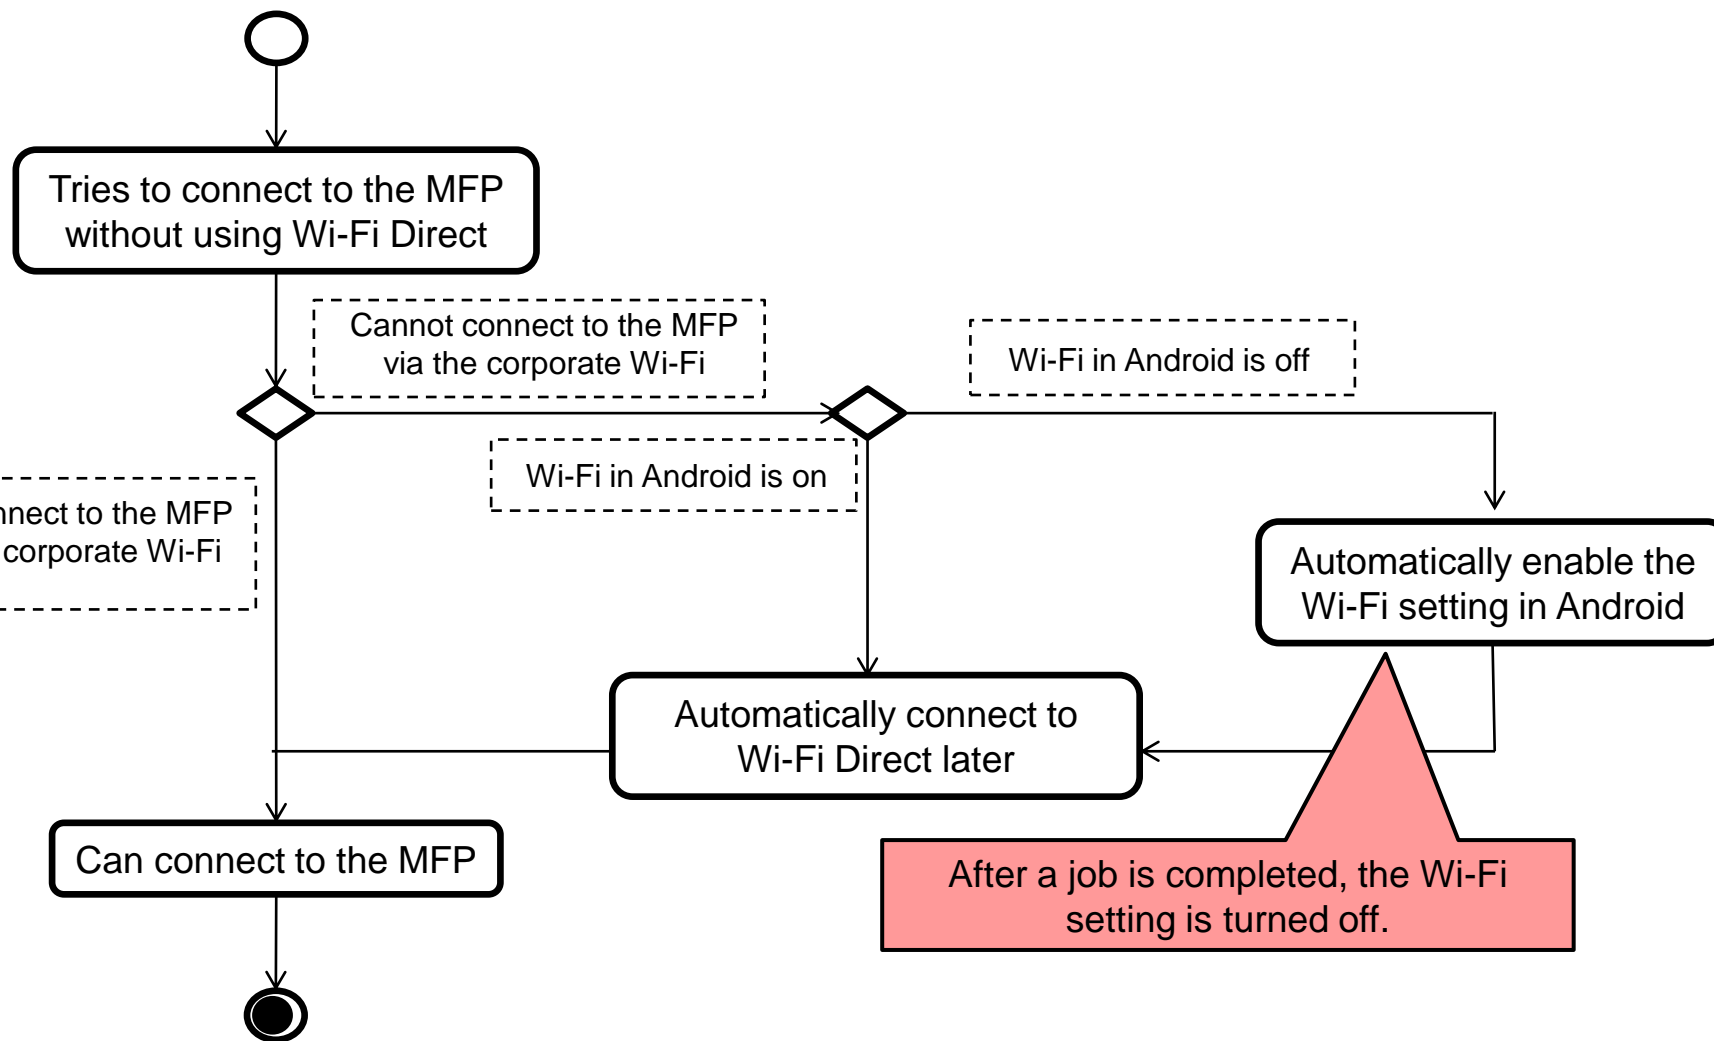 Tries to connect to the MFP
without using Wi-Fi Direct
Cannot connect to the MFP
via the corporate Wi-Fi
Wi-Fi in Android is off
Wi-Fi in Android is on
to the MFP
corporate Wi-Fi
Automatically enable the
Wi-Fi setting in Android
Automatically connect to
Wi-Fi Direct later
Can connect to the MFP
After a job is completed, the Wi-Fi
setting is turned off.